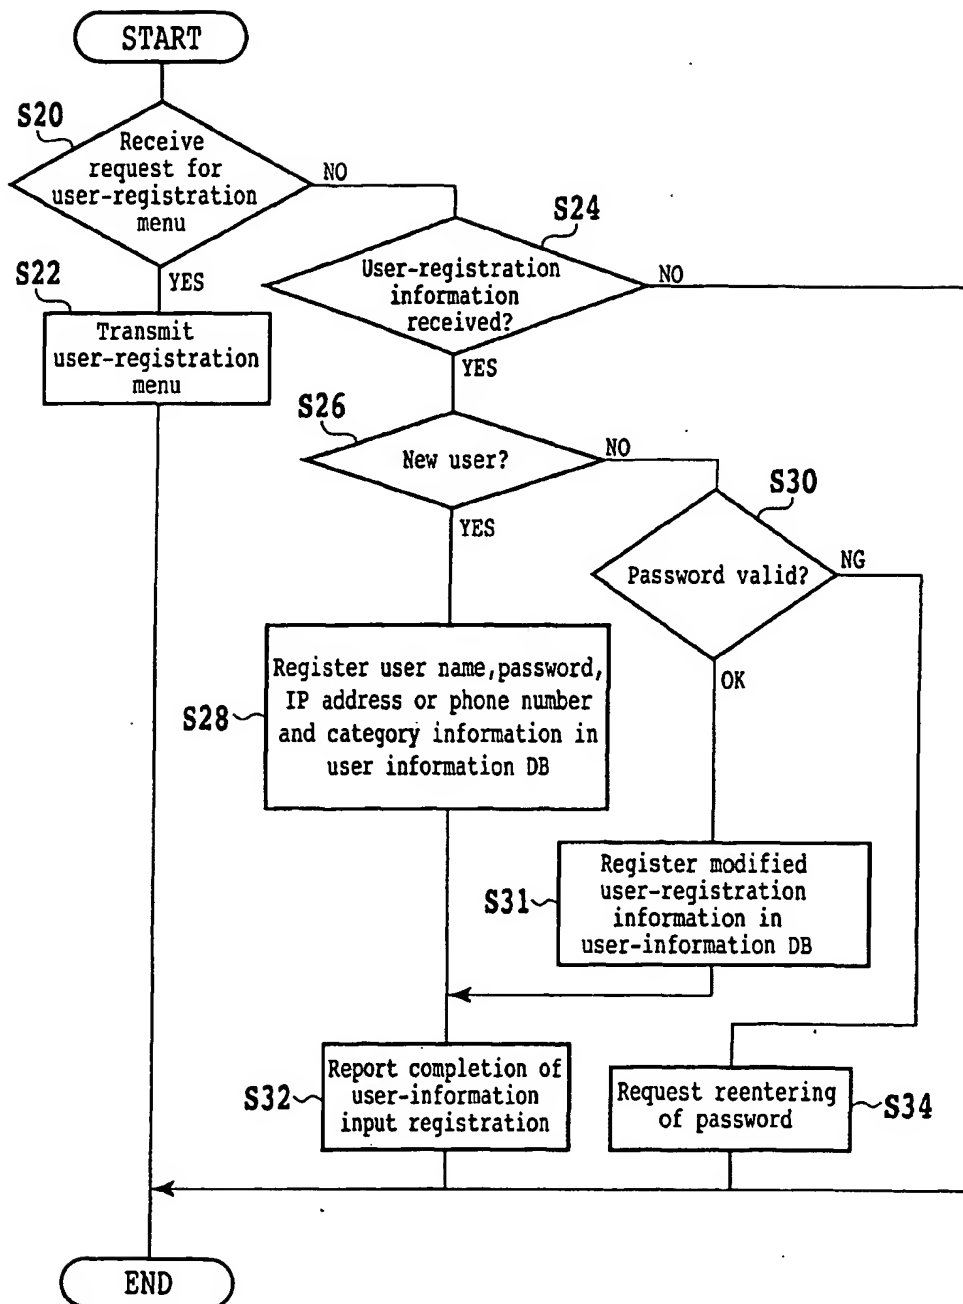 START
S20
Receive
request for
user-registration
menu
NO
YES
S22
Transmit
user-registration
menu
S24
User-registration
information
received?
NO
YES
S26
New user?
NO
YES
S30
Password valid?
NG
OK
S28
Register user name,password,
IP address or phone number
and category information in
user information DB
S31
Register modified
user-registration
information in
user-information DB
S32
Report completion of
user-information
input registration
Request reentering
of password
S34
END